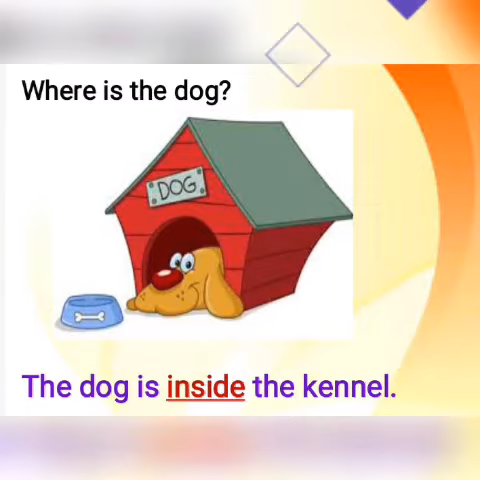 Where is the dog?
DOG
The dog is inside the kennel.